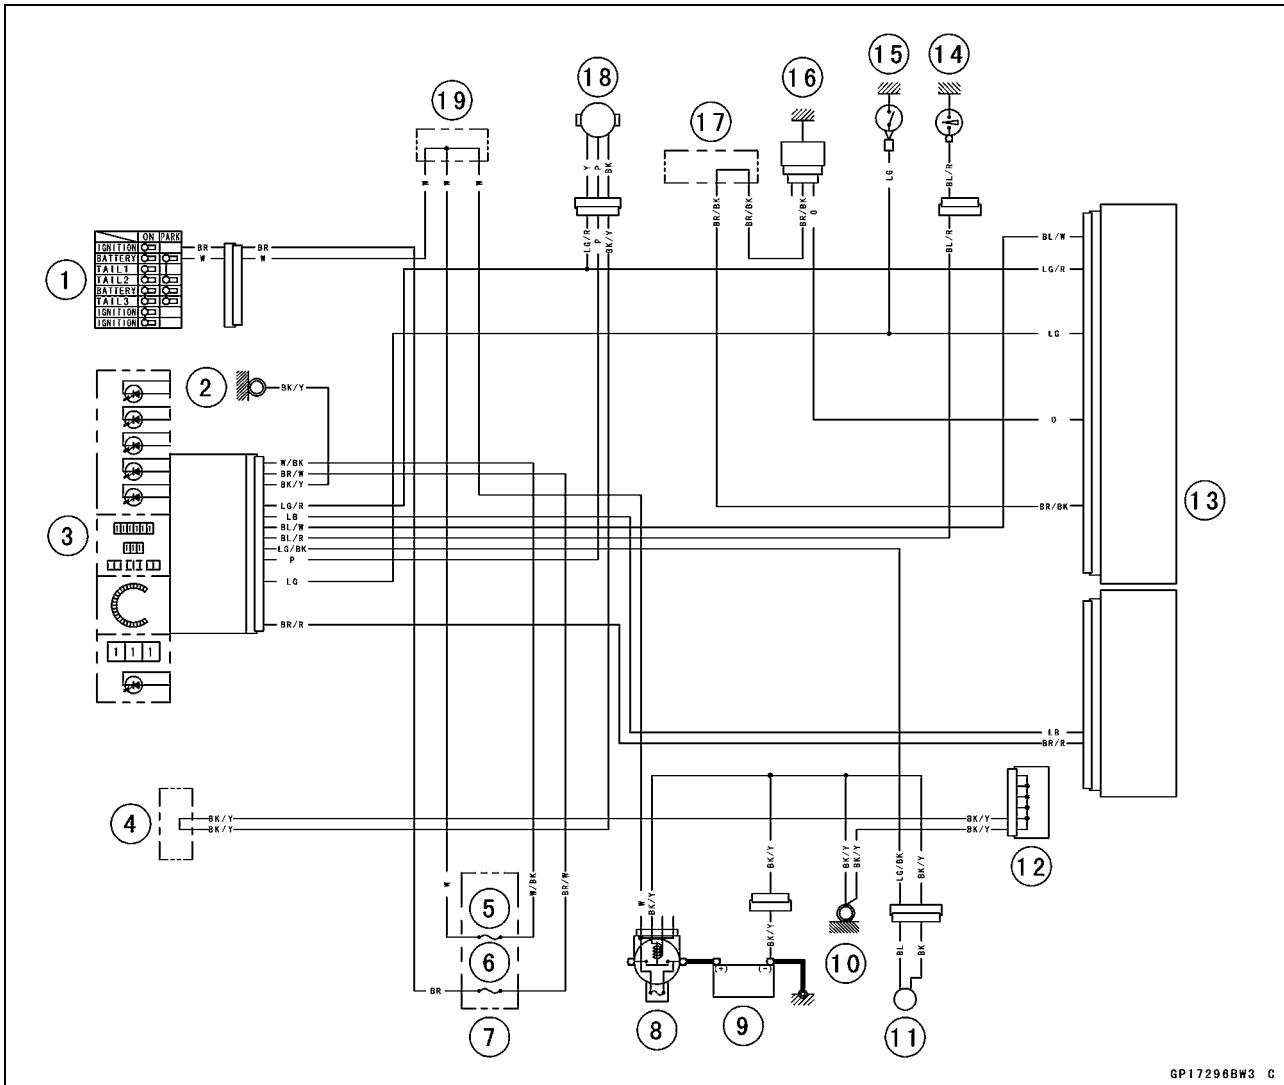 15
14
18
16
19
17
Y
P
BK
W
W
W
LG
BL/R
BR/BK
BR/BK
BR/BK
O
LG/R
P
BK/Y
BL/R
ON PARK
IGNITION
BATTERY
TAIL1
TAIL2
BATTERY
TAIL3
IGNITION
IGNITION
BR
W
BR
W
1
BL/W
LG/R
LG
2
BK/Y
O
W/BK
BR/W
BK/Y
LG/R
LB
BL/W
BL/R
LG/BK
P
LG
BR/R
3
1 1 1
BR/BK
13
LB
BR/R
4
BK/Y
BK/Y
BK/Y
BK/Y
12
W
W/BK
BR/W
5
6
BR
7
W
BK/Y
8
BK/Y
BK/Y
(+)
(-)
9
BK/Y
BK/Y
10
LG/BK
BK/Y
BL
BK
11
GP17296BW3 C